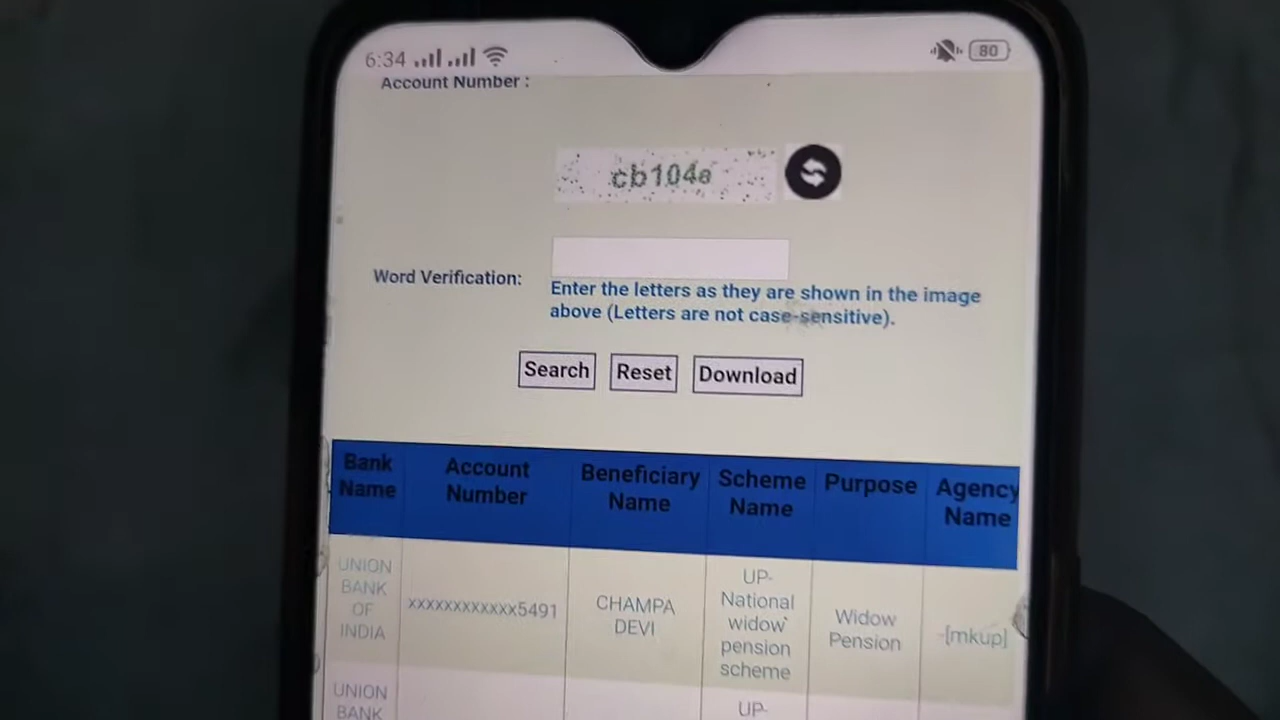 6:34
80
Account Number :
cb104a
Word Verification:
Enter the letters as they are shown in the image
above (Letters are not case-sensitive).
Search Reset Download
Bank Name
Account Number
Beneficiary Name
Scheme Name
Purpose
Agency Name
UNION
BANK
OF
INDIA
xxxxxxxxxxxx5491
CHAMPA
DEVI
UP-
National
widow
pension
scheme
Widow
Pension
-[mkup]
UNION
BANK
UP-